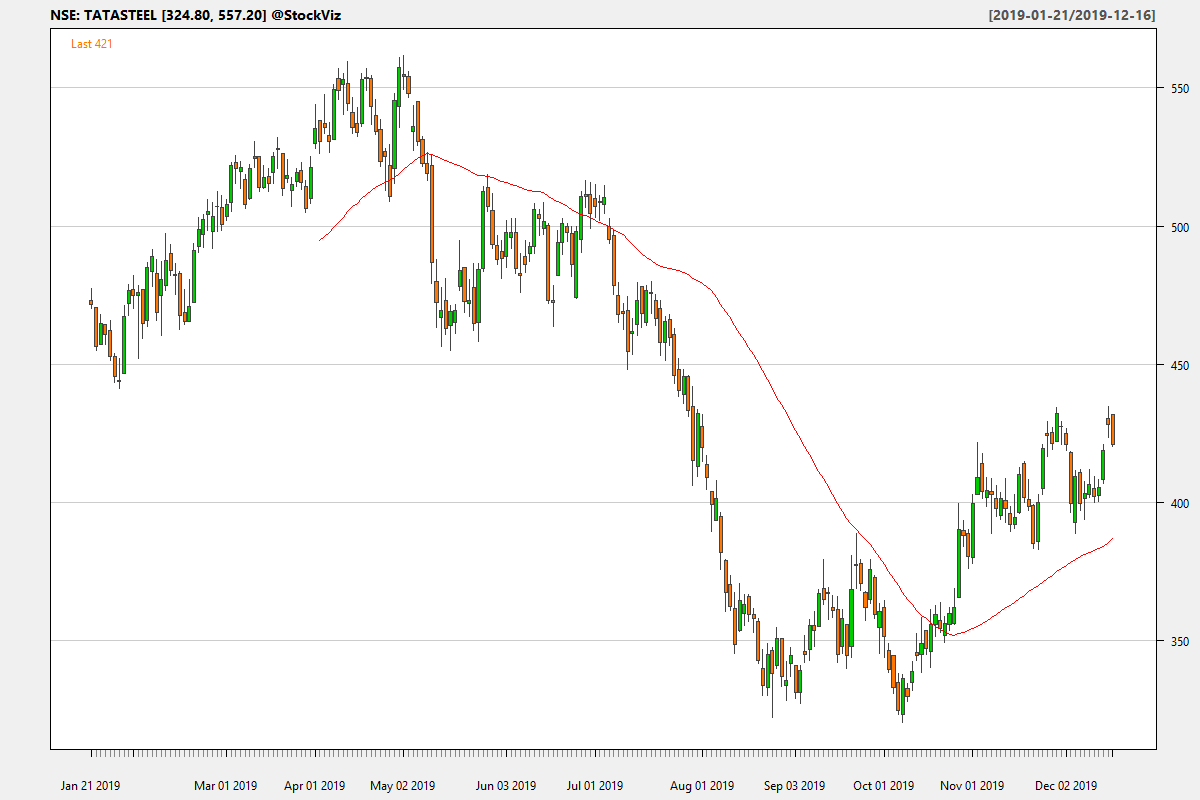 NSE: TATASTEEL [324.80, 557.20] @StockViz
[2019-01-21/2019-12-16]
Last 421
550
500
450
400
350
Jan 21 2019
Mar 01 2019
Apr 01 2019
May 02 2019
Jun 03 2019
Jul 01 2019
Aug 01 2019
Sep 03 2019
Oct 01 2019
Nov 01 2019
Dec 02 2019